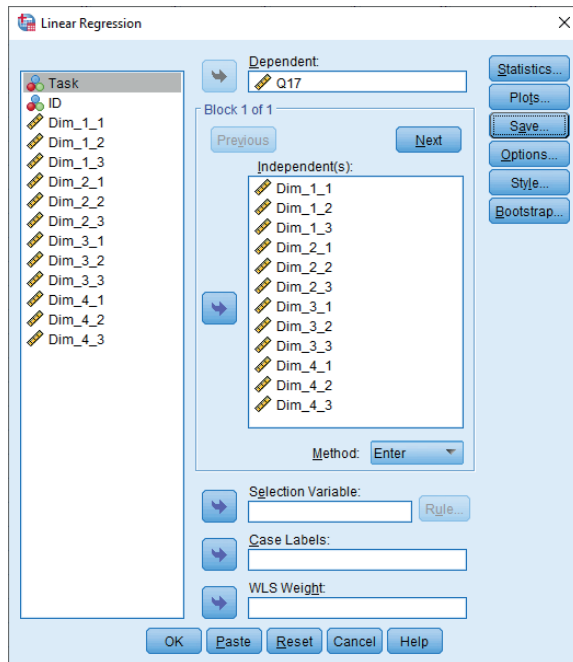 Linear Regression
Task
ID
Dim_1_1
Dim_1_2
Dim_1_3
Dim_2_1
Dim_2_2
Dim_2_3
Dim_3_1
Dim_3_2
Dim_3_3
Dim_4_1
Dim_4_2
Dim_4_3
Dependent:
Q17
Block 1 of 1
Previous
Next
Independent(s):
Dim_1_1
Dim_1_2
Dim_1_3
Dim_2_1
Dim_2_2
Dim_2_3
Dim_3_1
Dim_3_2
Dim_3_3
Dim_4_1
Dim_4_2
Dim_4_3
Method: Enter
Selection Variable:
Rule...
Case Labels:
WLS Weight:
Statistics...
Plots...
Save...
Options...
Style...
Bootstrap...
OK Paste Reset Cancel Help